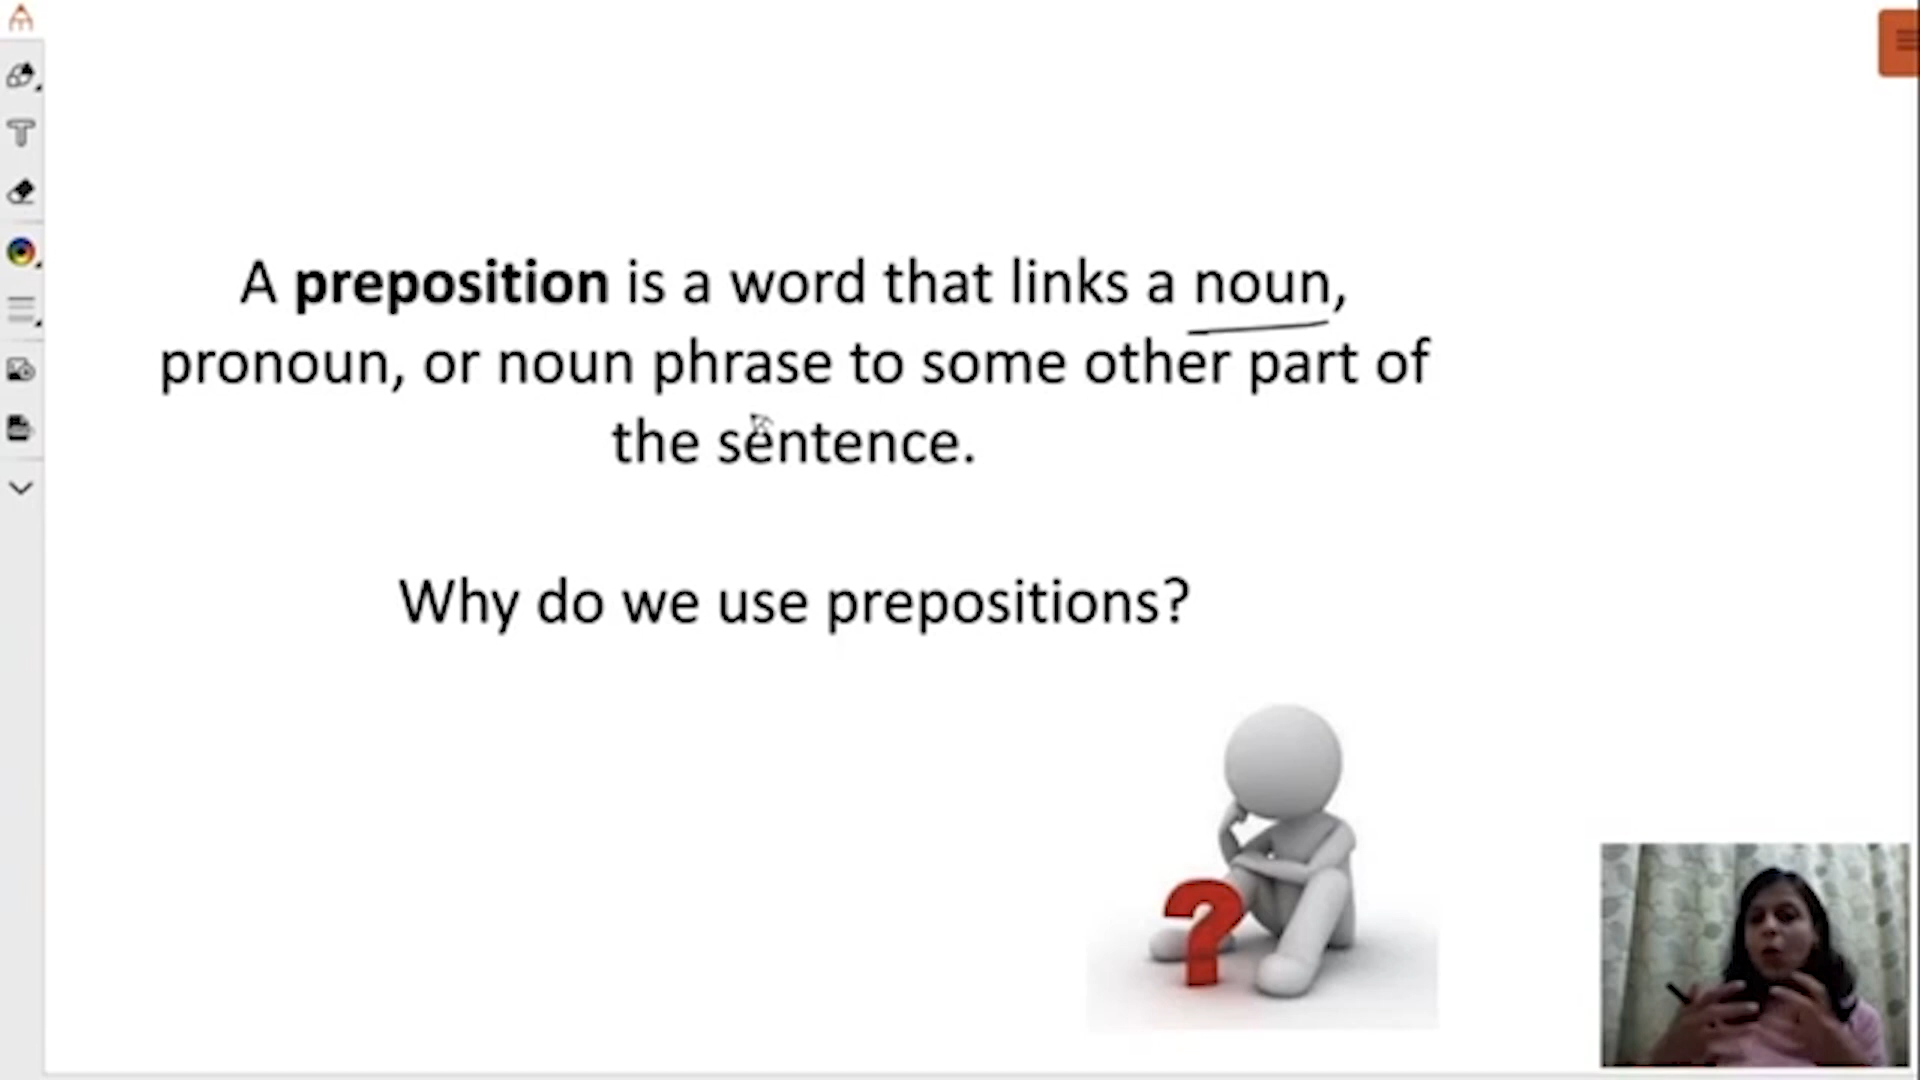 A preposition is a word that links a noun,
pronoun, or noun phrase to some other part of
the sentence.
Why do we use prepositions?
?